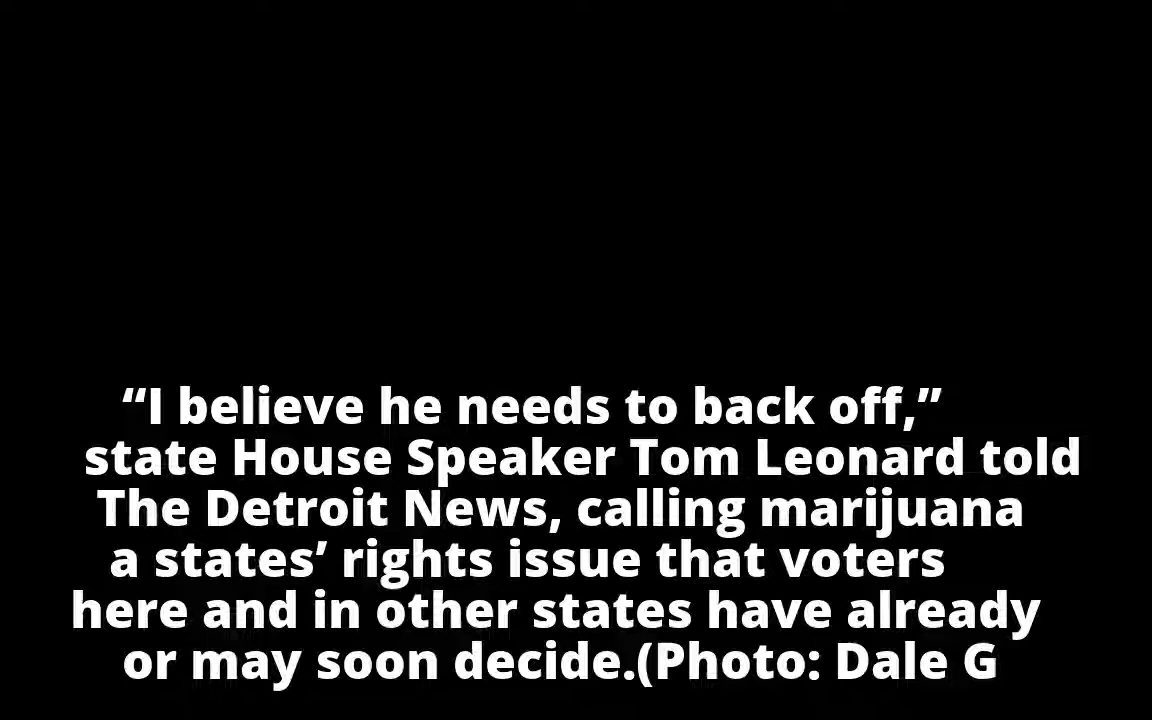 “I believe he needs to back off,”
state House Speaker Tom Leonard told
The Detroit News, calling marijuana
a states’ rights issue that voters
here and in other states have already
or may soon decide.(Photo: Dale G